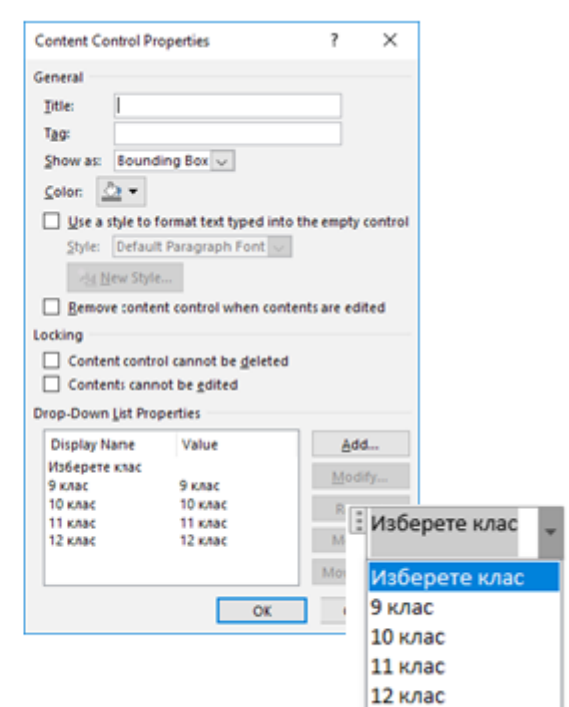 Content Control Properties ? ×
General
Title:
Tag:
Show as: Bounding Box
Color:
Use a style to format text typed into the empty control
Style: Default Paragraph Font
New Style...
Remove content control when contents are edited
Locking
Content control cannot be deleted
Contents cannot be edited
Drop-Down List Properties
Display Name Value
Изберете клас
9 клас 9 клас
10 клас 10 клас
11 клас 11 клас
12 клас 12 клас
Add...
Modify...
OK
Изберете клас
Изберете клас
9 клас
10 клас
11 клас
12 клас